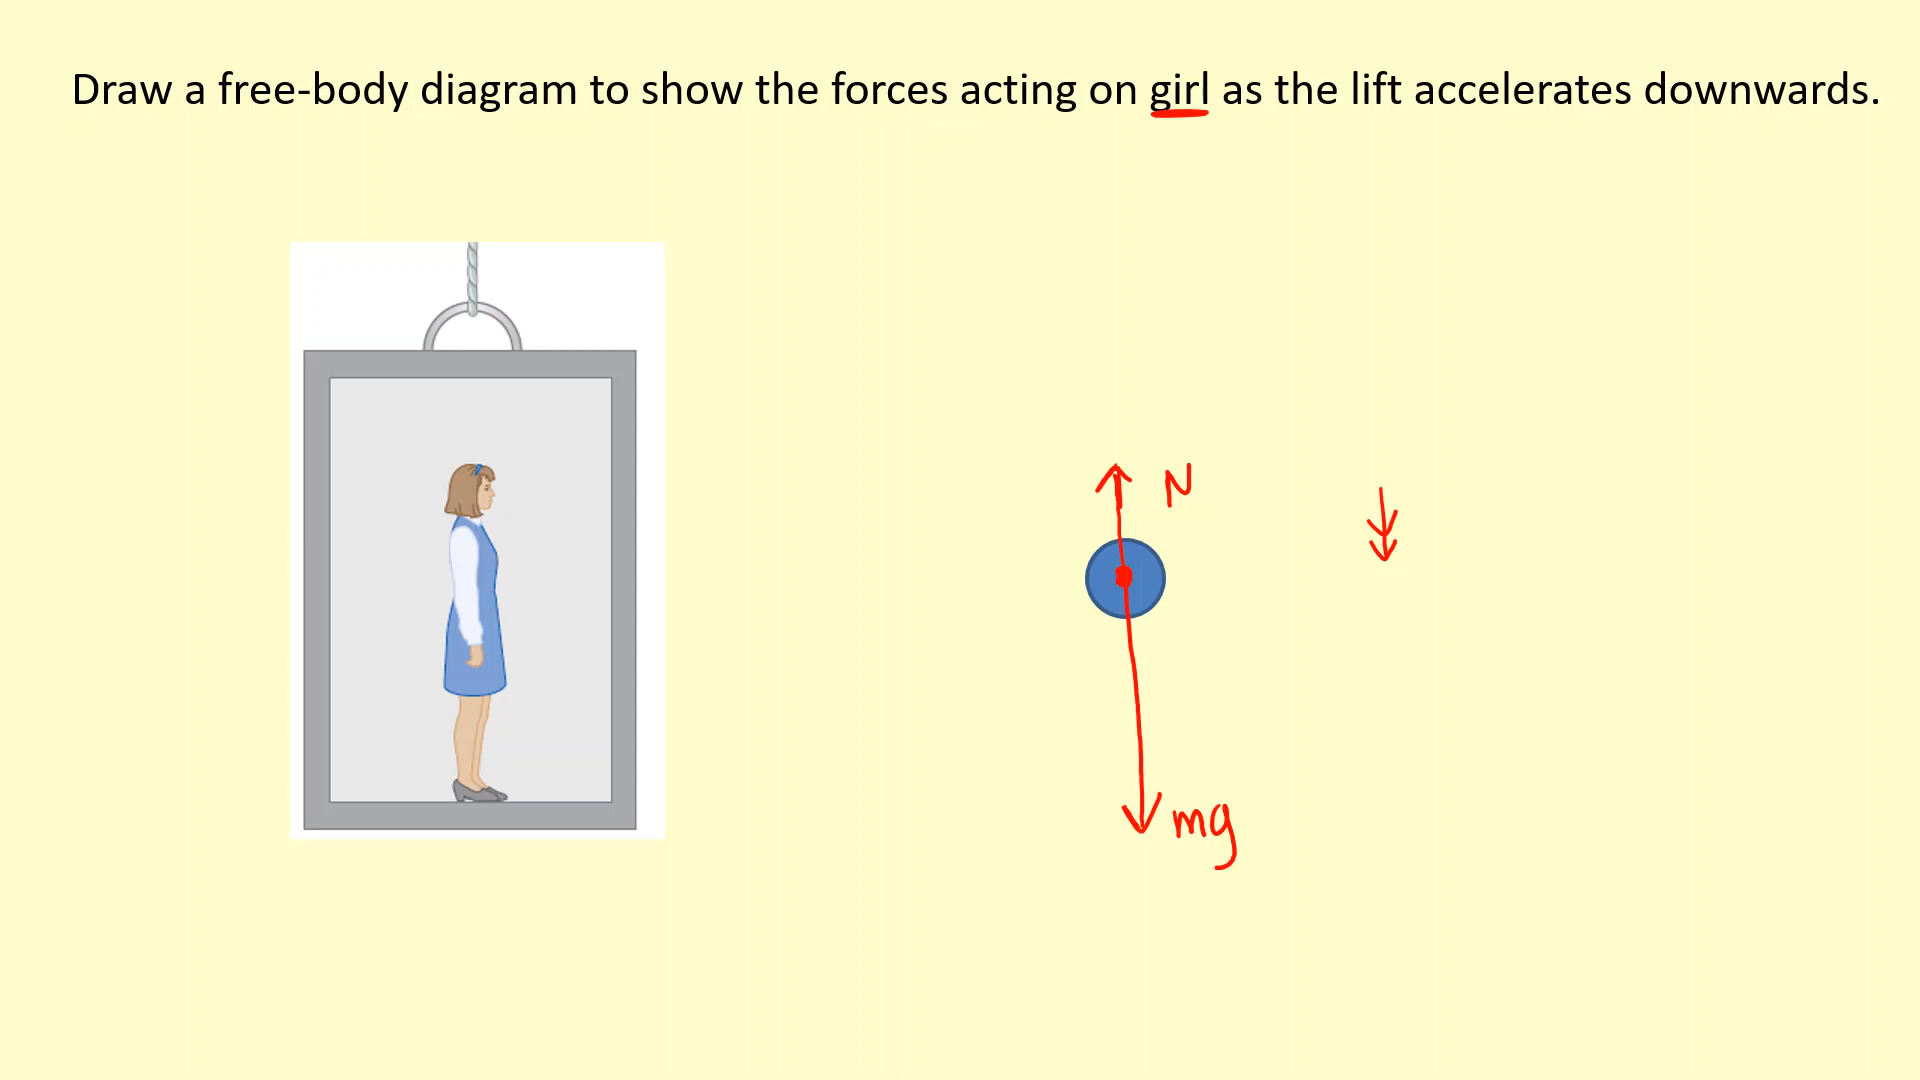 Draw a free-body diagram to show the forces acting on girl as the lift accelerates downwards.
N
mg